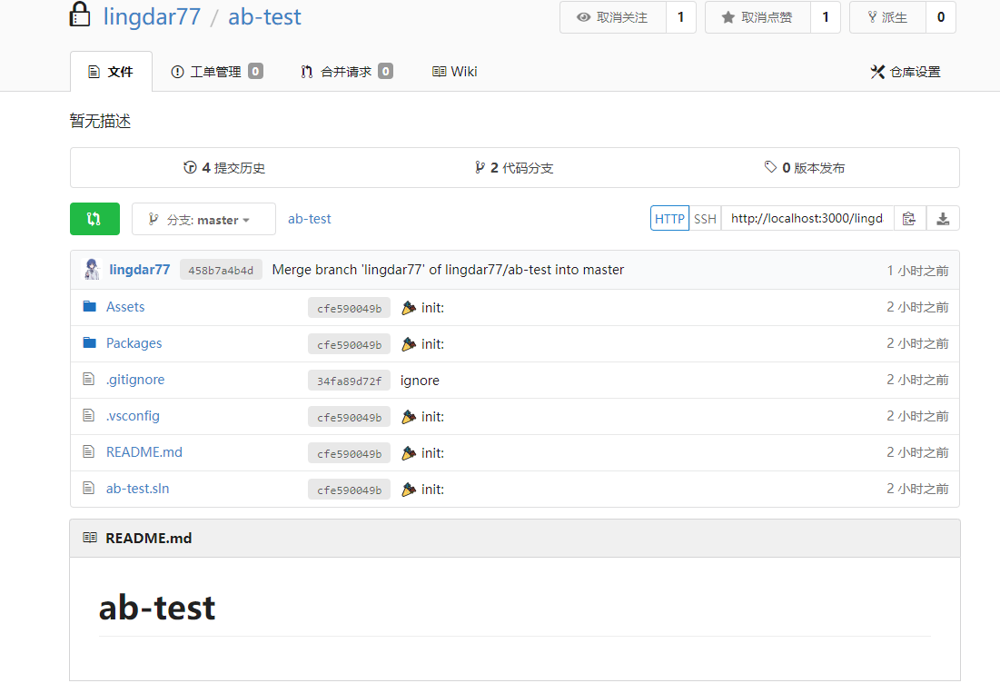 lingdar77 / ab-test 取消关注 1 取消点赞 1 派生 0
文件 工单管理 0 合并请求 0 Wiki 仓库设置
暂无描述
4 提交历史 2 代码分支 0 版本发布
分支: master ab-test HTTP SSH http://localhost:3000/lingd
lingdar77 458b7a4b4d Merge branch 'lingdar77' of lingdar77/ab-test into master 1 小时之前
Assets cfe590049b init: 2 小时之前
Packages cfe590049b init: 2 小时之前
.gitignore 34fa89d72f ignore 2 小时之前
.vsconfig cfe590049b init: 2 小时之前
README.md cfe590049b init: 2 小时之前
ab-test.sln cfe590049b init: 2 小时之前
README.md
ab-test